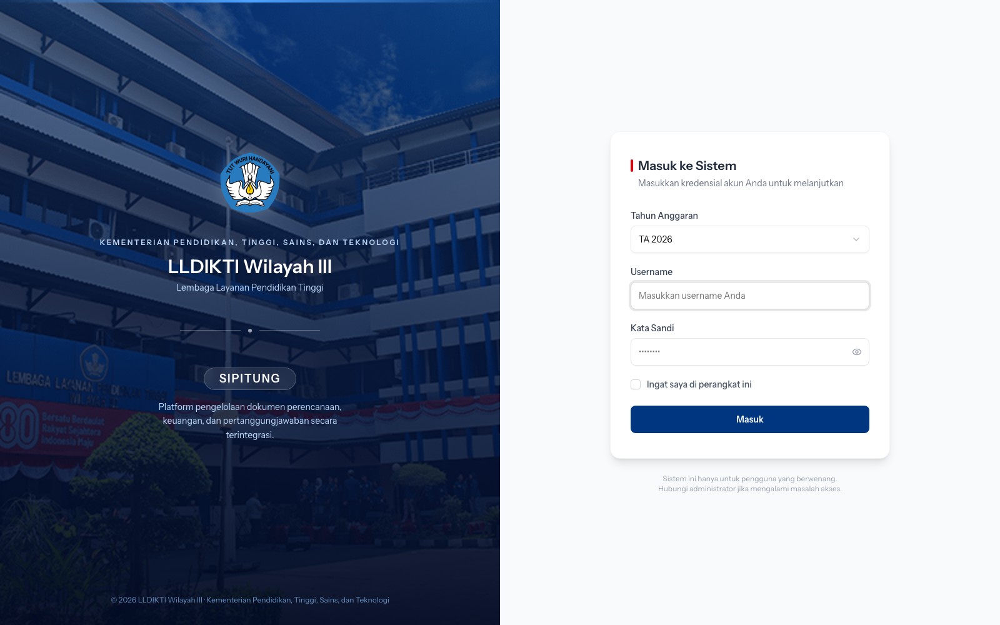 TUT WURI HANDAYANI
KEMENTERIAN PENDIDIKAN, TINGGI, SAINS, DAN TEKNOLOGI
LLDIKTI Wilayah III
Lembaga Layanan Pendidikan Tinggi
SIPITUNG
Platform pengelolaan dokumen perencanaan,
keuangan, dan pertanggungjawaban secara
terintegrasi.
LEMBAGA LAYANAN PENDIDIKAN TINGGI
WILAYAH III
80
Bersatu Berdaulat
Rakyat Sejahtera
Indonesia Maju
© 2026 LLDIKTI Wilayah III · Kementerian Pendidikan, Tinggi, Sains, dan Teknologi
Masuk ke Sistem
Masukkan kredensial akun Anda untuk melanjutkan
Tahun Anggaran
TA 2026
Username
Masukkan username Anda
Kata Sandi
••••••••
Ingat saya di perangkat ini
Masuk
Sistem ini hanya untuk pengguna yang berwenang.
Hubungi administrator jika mengalami masalah akses.